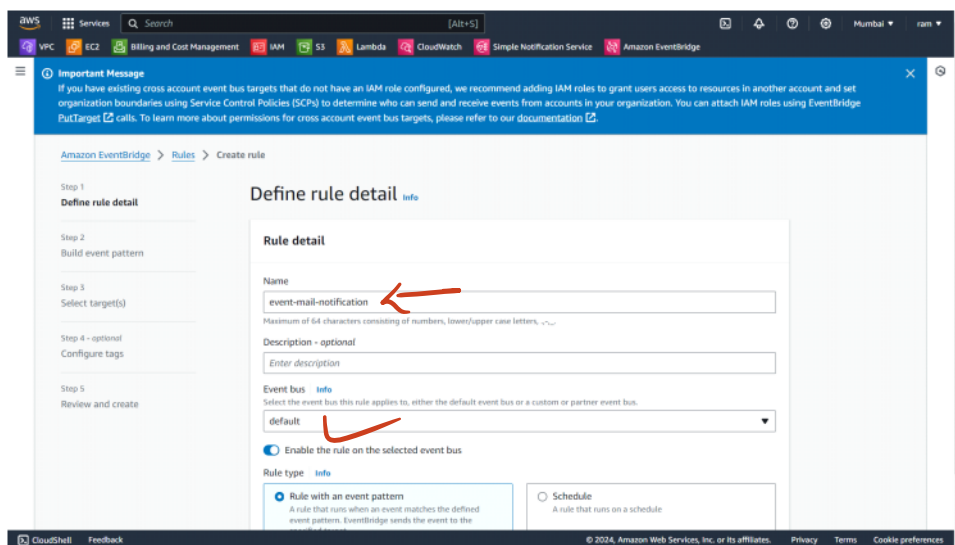 aws
Services
Search
[Alt+S]
Mumbai
ram
VPC
EC2
Billing and Cost Management
IAM
S3
Lambda
CloudWatch
Simple Notification Service
Amazon EventBridge
Important Message
If you have existing cross account event bus targets that do not have an IAM role configured, we recommend adding IAM roles to grant users access to resources in another account and set
organization boundaries using Service Control Policies (SCPs) to determine who can send and receive events from accounts in your organization. You can attach IAM roles using EventBridge
PutTarget calls. To learn more about permissions for cross account event bus targets, please refer to our documentation.
Amazon EventBridge > Rules > Create rule
Step 1
Define rule detail
Step 2
Build event pattern
Step 3
Select target(s)
Step 4 - optional
Configure tags
Step 5
Review and create
Define rule detail Info
Rule detail
Name
event-mail-notification
Maximum of 64 characters consisting of numbers, lower/upper case letters, .,-,_.
Description - optional
Enter description
Event bus Info
Select the event bus this rule applies to, either the default event bus or a custom or partner event bus.
default
Enable the rule on the selected event bus
Rule type Info
Rule with an event pattern
A rule that runs when an event matches the defined
event pattern. EventBridge sends the event to the
Schedule
A rule that runs on a schedule
CloudShell
Feedback
© 2024, Amazon Web Services, Inc. or its affiliates.
Privacy
Terms
Cookie preferences